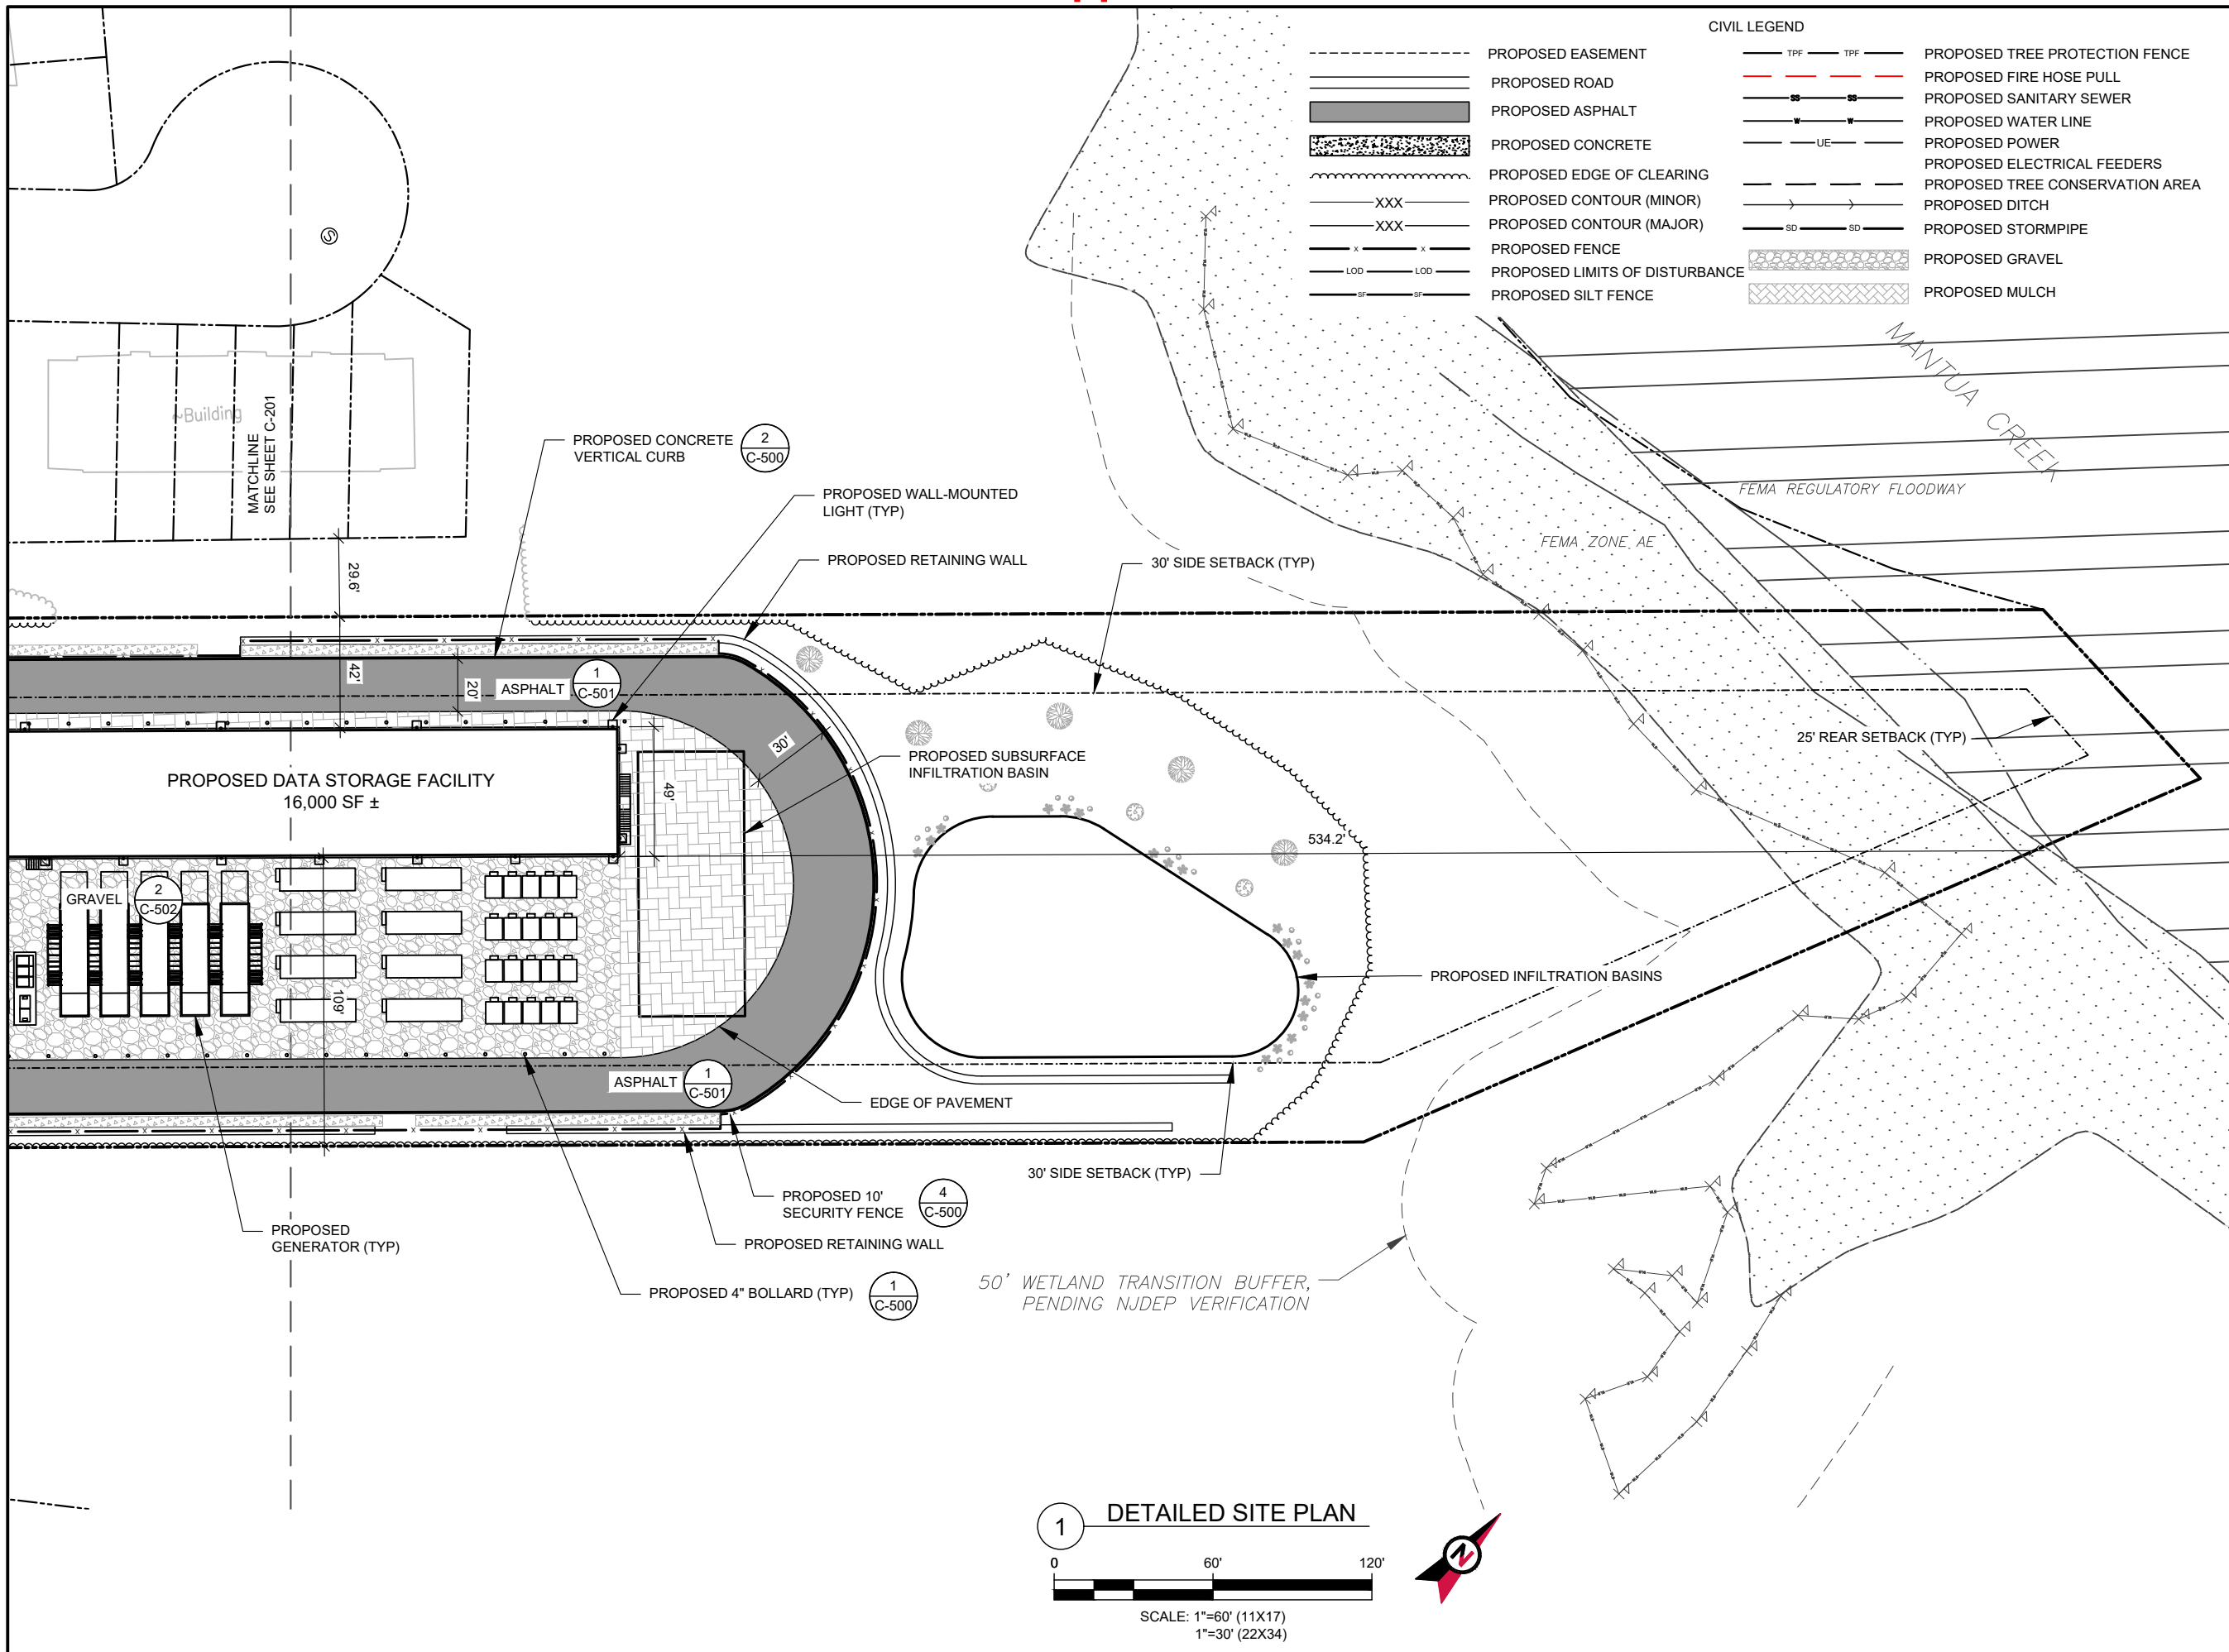 CIVIL LEGEND
PROPOSED EASEMENT
PROPOSED ROAD
PROPOSED ASPHALT
PROPOSED CONCRETE
PROPOSED EDGE OF CLEARING
XXX
PROPOSED CONTOUR (MINOR)
XXX
PROPOSED CONTOUR (MAJOR)
X X
PROPOSED FENCE
LOD LOD
PROPOSED LIMITS OF DISTURBANCE
SF SF
PROPOSED SILT FENCE
TPF TPF
PROPOSED TREE PROTECTION FENCE
PROPOSED FIRE HOSE PULL
SS SS
PROPOSED SANITARY SEWER
W W
PROPOSED WATER LINE
UE
PROPOSED POWER
PROPOSED ELECTRICAL FEEDERS
PROPOSED TREE CONSERVATION AREA
PROPOSED DITCH
SD SD
PROPOSED STORMPIPE
PROPOSED GRAVEL
PROPOSED MULCH
S
~Building
MATCHLINE
SEE SHEET C-201
MANTUA CREEK
FEMA REGULATORY FLOODWAY
FEMA ZONE AE
PROPOSED CONCRETE
VERTICAL CURB
2
C-500
PROPOSED WALL-MOUNTED
LIGHT (TYP)
PROPOSED RETAINING WALL
30' SIDE SETBACK (TYP)
29.6'
42'
20'
ASPHALT
1
C-501
30'
PROPOSED SUBSURFACE
INFILTRATION BASIN
25' REAR SETBACK (TYP)
PROPOSED DATA STORAGE FACILITY
16,000 SF ±
49'
534.2'
GRAVEL
2
C-502
109'
PROPOSED INFILTRATION BASINS
ASPHALT
1
C-501
EDGE OF PAVEMENT
30' SIDE SETBACK (TYP)
PROPOSED 10'
SECURITY FENCE
4
C-500
PROPOSED
GENERATOR (TYP)
PROPOSED RETAINING WALL
PROPOSED 4" BOLLARD (TYP)
1
C-500
50' WETLAND TRANSITION BUFFER,
PENDING NJDEP VERIFICATION
1
DETAILED SITE PLAN
0 60' 120'
SCALE: 1"=60' (11X17)
1"=30' (22X34)
N